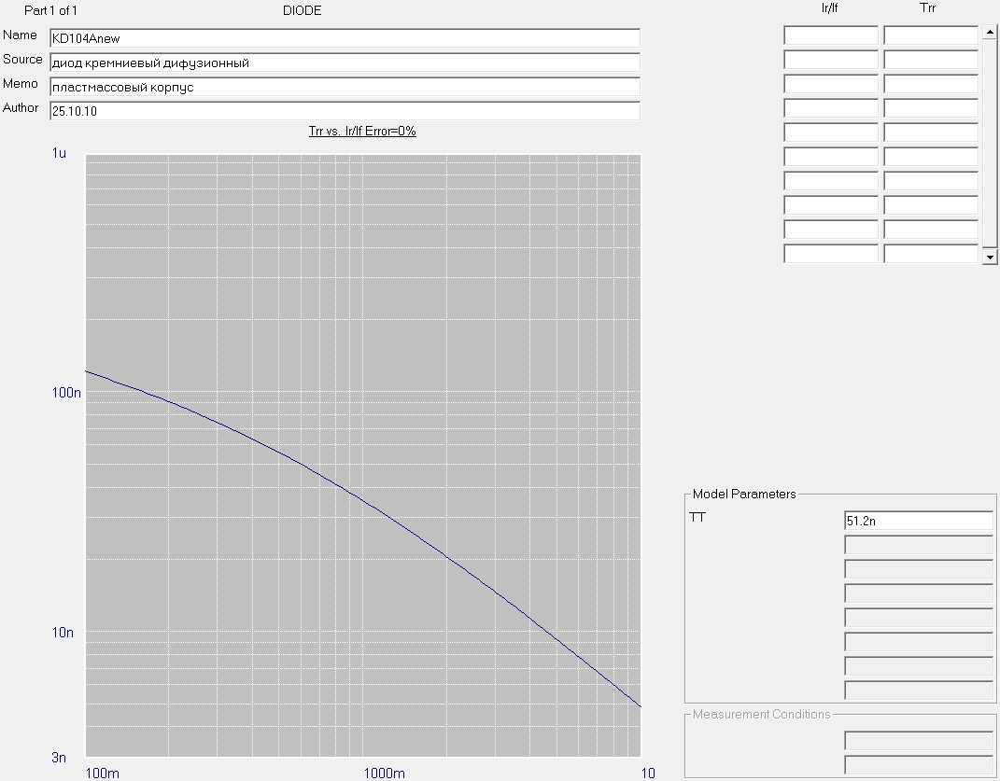 Part 1 of 1
DIODE
Ir/If
Trr
Name
KD104Anew
Source
диод кремниевый дифузионный
Memo
пластмассовый корпус
Author
25.10.10
Trr vs. Ir/If Error=0%
1u
100n
10n
3n
100m
1000m
10
Model Parameters
TT
51.2n
Measurement Conditions